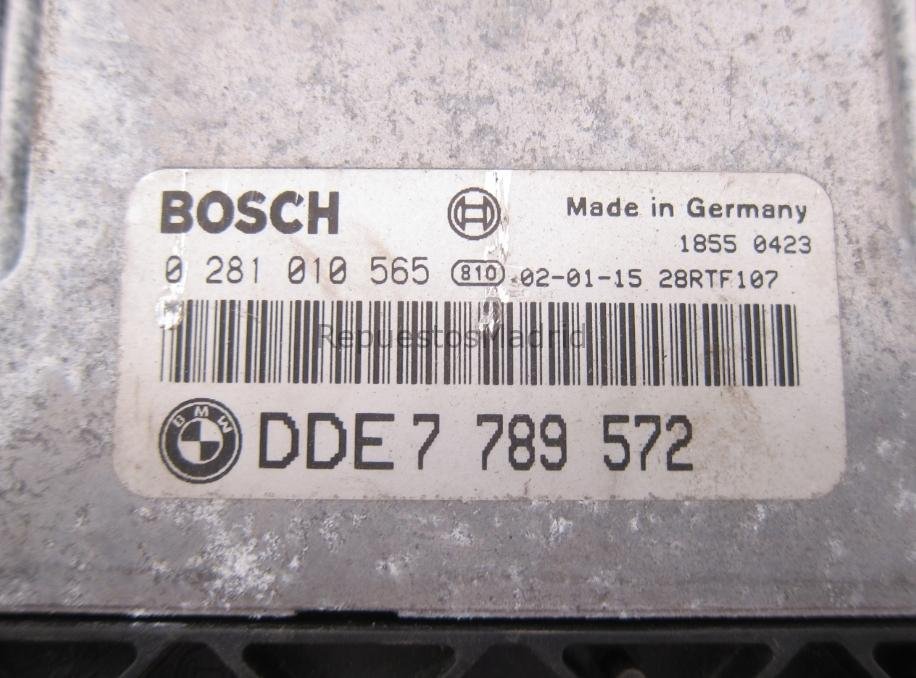 BOSCH
Made in Germany
1855 0423
0 281 010 565 810 02-01-15 28RTF107
RepuestosMadrid
BMW
DDE 7 789 572